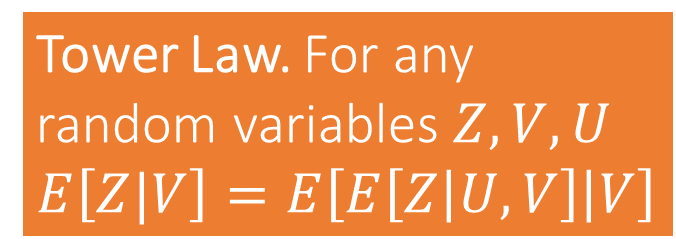 Tower Law. For any
random variables Z, V, U
E[Z|V] = E[E[Z|U, V]|V]